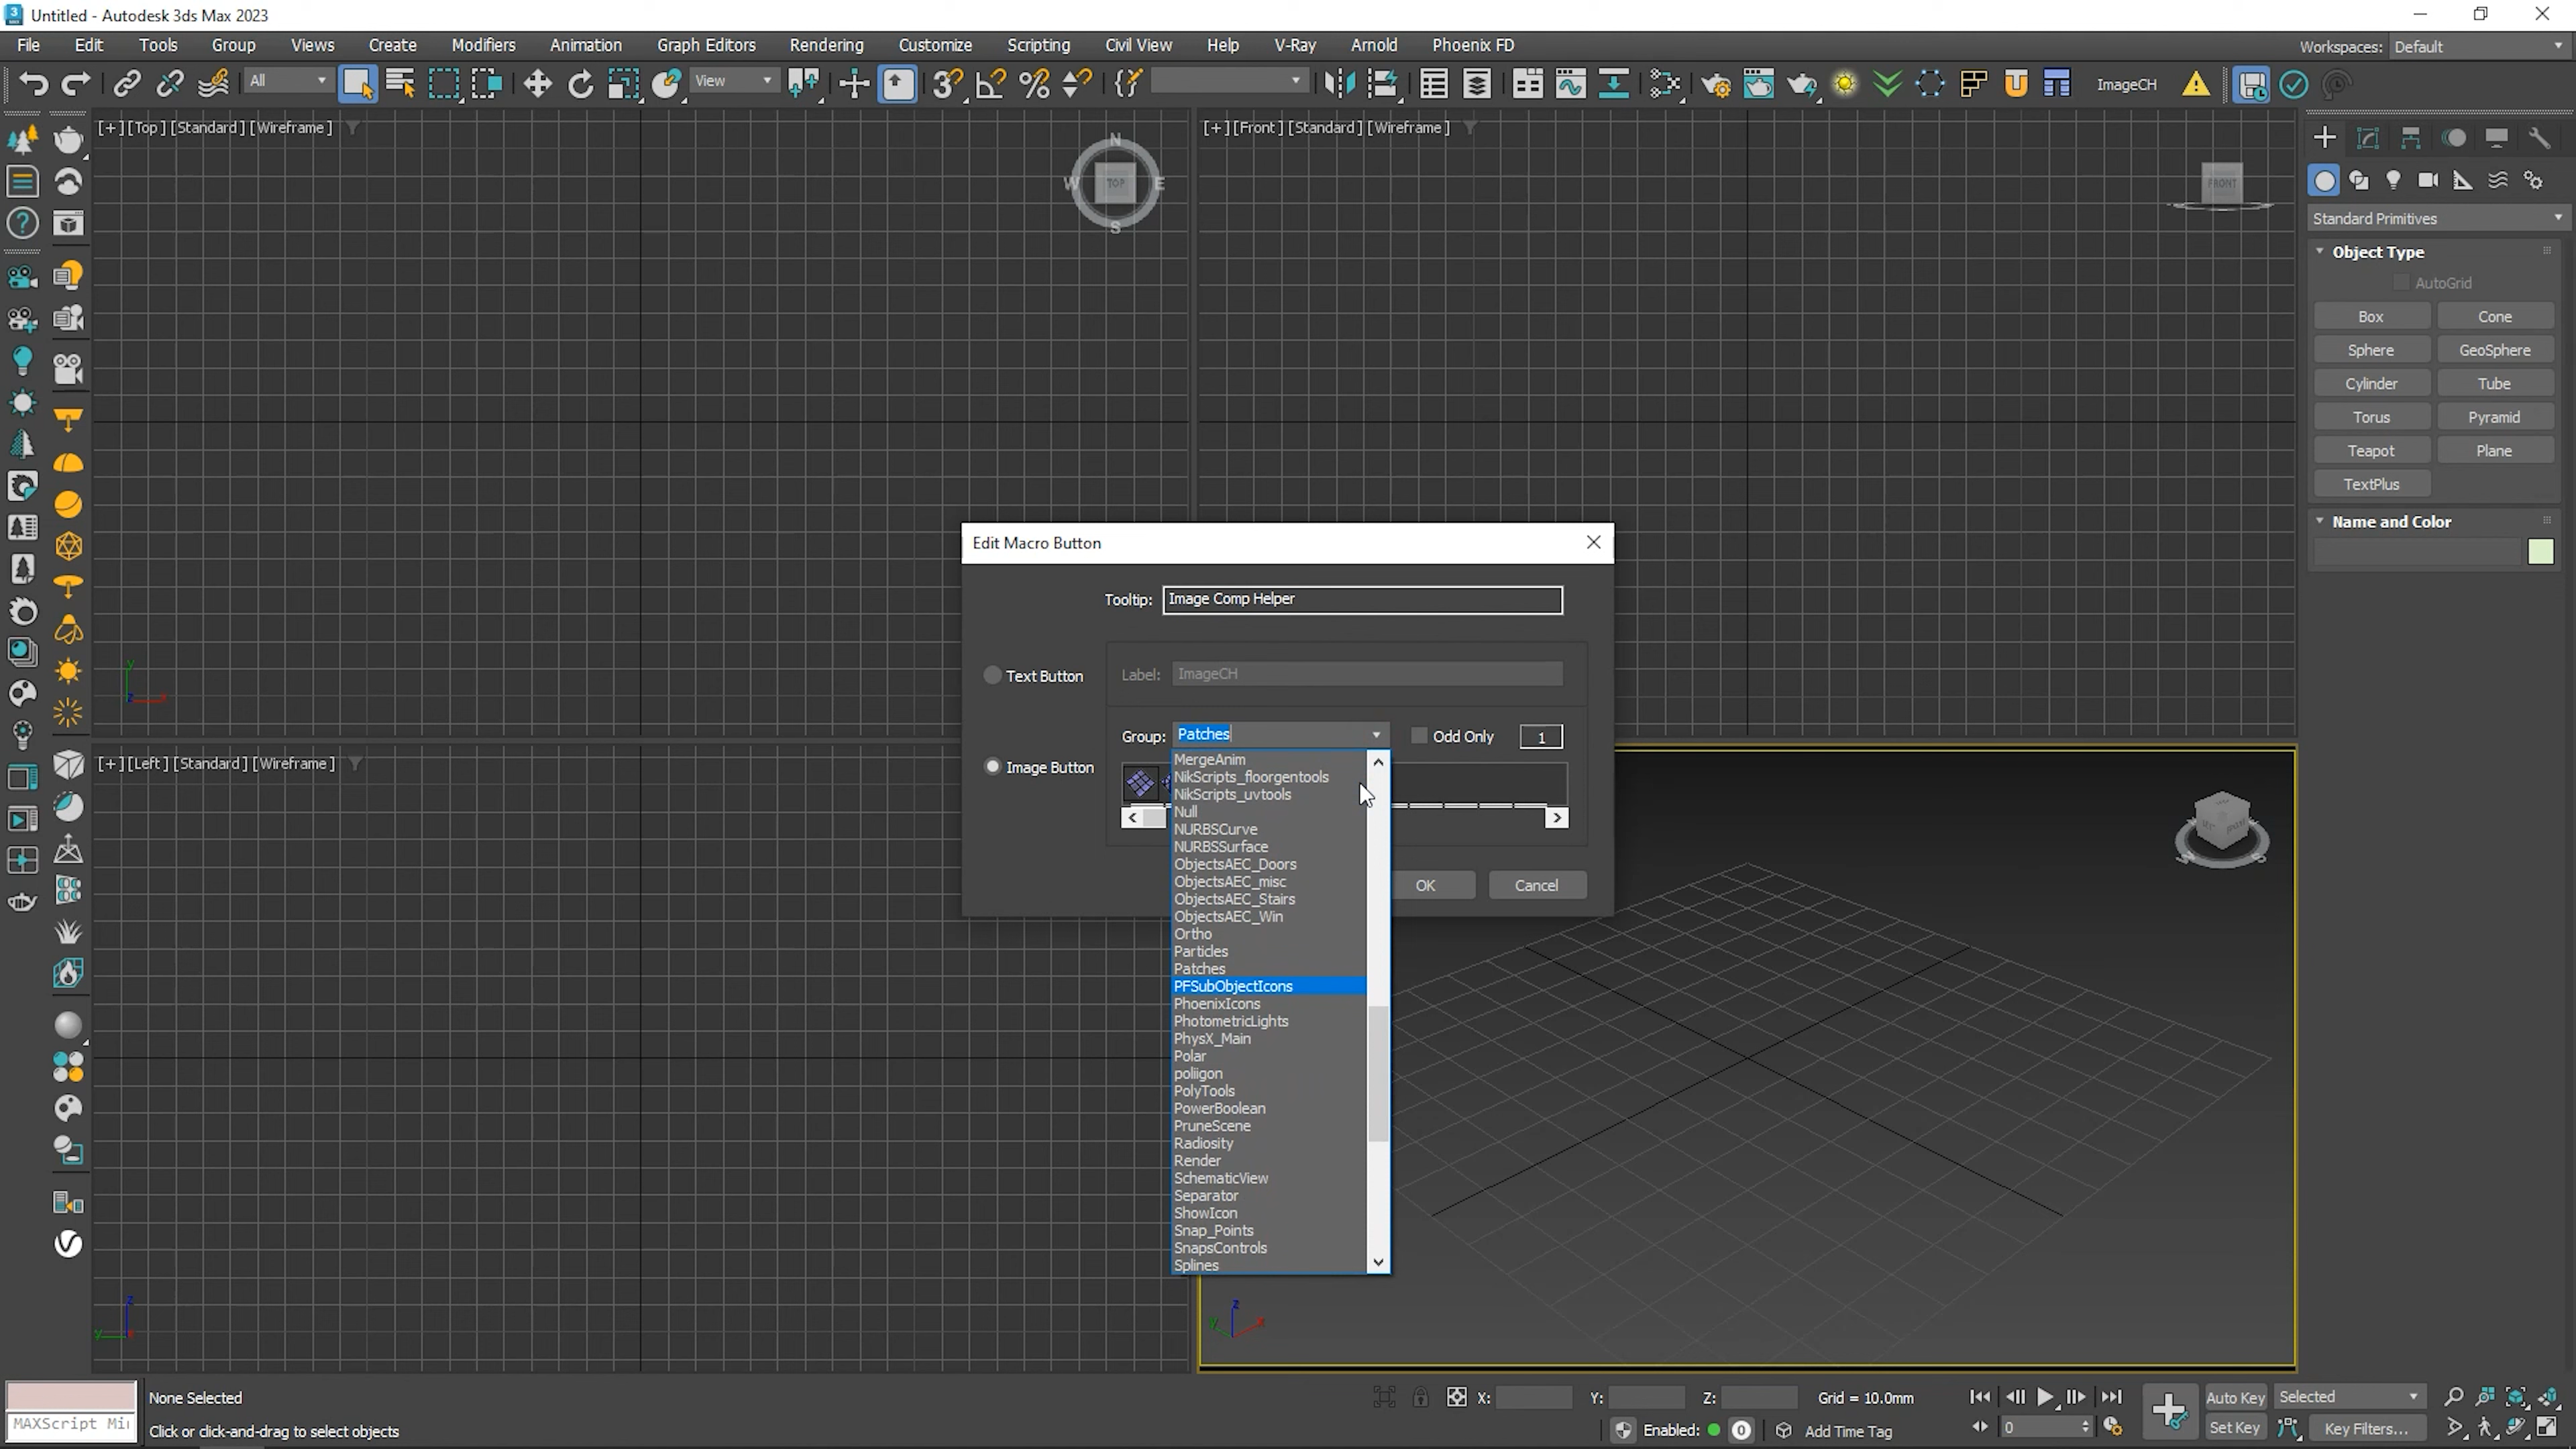 Untitled - Autodesk 3ds Max 2023
File Edit Tools Group Views Create Modifiers Animation Graph Editors Rendering Customize Scripting Civil View Help V-Ray Arnold Phoenix FD Workspaces: Default
All View ImageCH
[+] [Top] [Standard] [Wireframe]
N
W TOP E
S
[+] [Front] [Standard] [Wireframe]
FRONT
Standard Primitives
Object Type
AutoGrid
Box Cone
Sphere GeoSphere
Cylinder Tube
Torus Pyramid
Teapot Plane
TextPlus
Name and Color
Edit Macro Button
Tooltip: Image Comp Helper
Text Button Label: ImageCH
Group: Patches Odd Only 1
Image Button
OK Cancel
MergeAnim
NikScripts_floorgentools
NikScripts_uvtools
Null
NURBSCurve
NURBSSurface
ObjectsAEC_Doors
ObjectsAEC_misc
ObjectsAEC_Stairs
ObjectsAEC_Win
Ortho
Particles
Patches
PFSubObjectIcons
PhoenixIcons
PhotometricLights
PhysX_Main
Polar
poliigon
PolyTools
PowerBoolean
PruneScene
Radiosity
Render
SchematicView
Separator
ShowIcon
Snap_Points
SnapsControls
Splines
y
z x
[+] [Left] [Standard] [Wireframe]
z
y
z
y x
None Selected
X: Y: Z: Grid = 10.0mm
Auto Key Selected
MAXScript Mi
Click or click-and-drag to select objects
Enabled: 0 Add Time Tag
0
Set Key Key Filters...